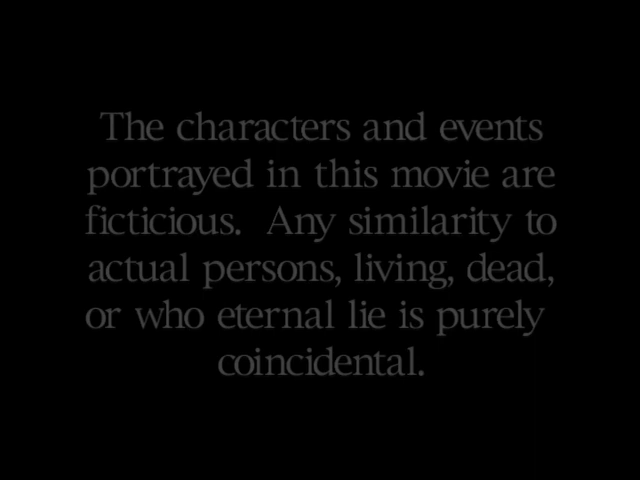 The characters and events
portrayed in this movie are
ficticious. Any similarity to
actual persons, living, dead,
or who eternal lie is purely
coincidental.